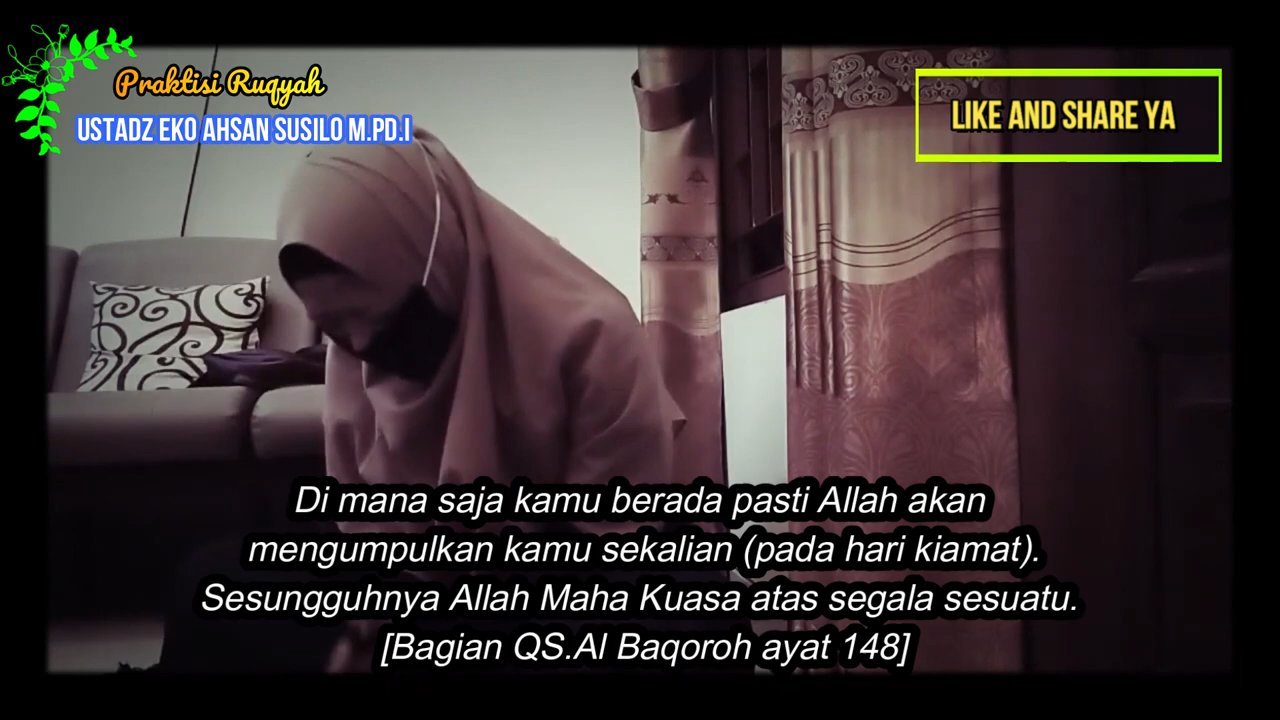 Praktisi Ruqyah
USTADZ EKO AHSAN SUSILO M.PD.I
LIKE AND SHARE YA
Di mana saja kamu berada pasti Allah akan
mengumpulkan kamu sekalian (pada hari kiamat).
Sesungguhnya Allah Maha Kuasa atas segala sesuatu.
[Bagian QS.Al Baqoroh ayat 148]